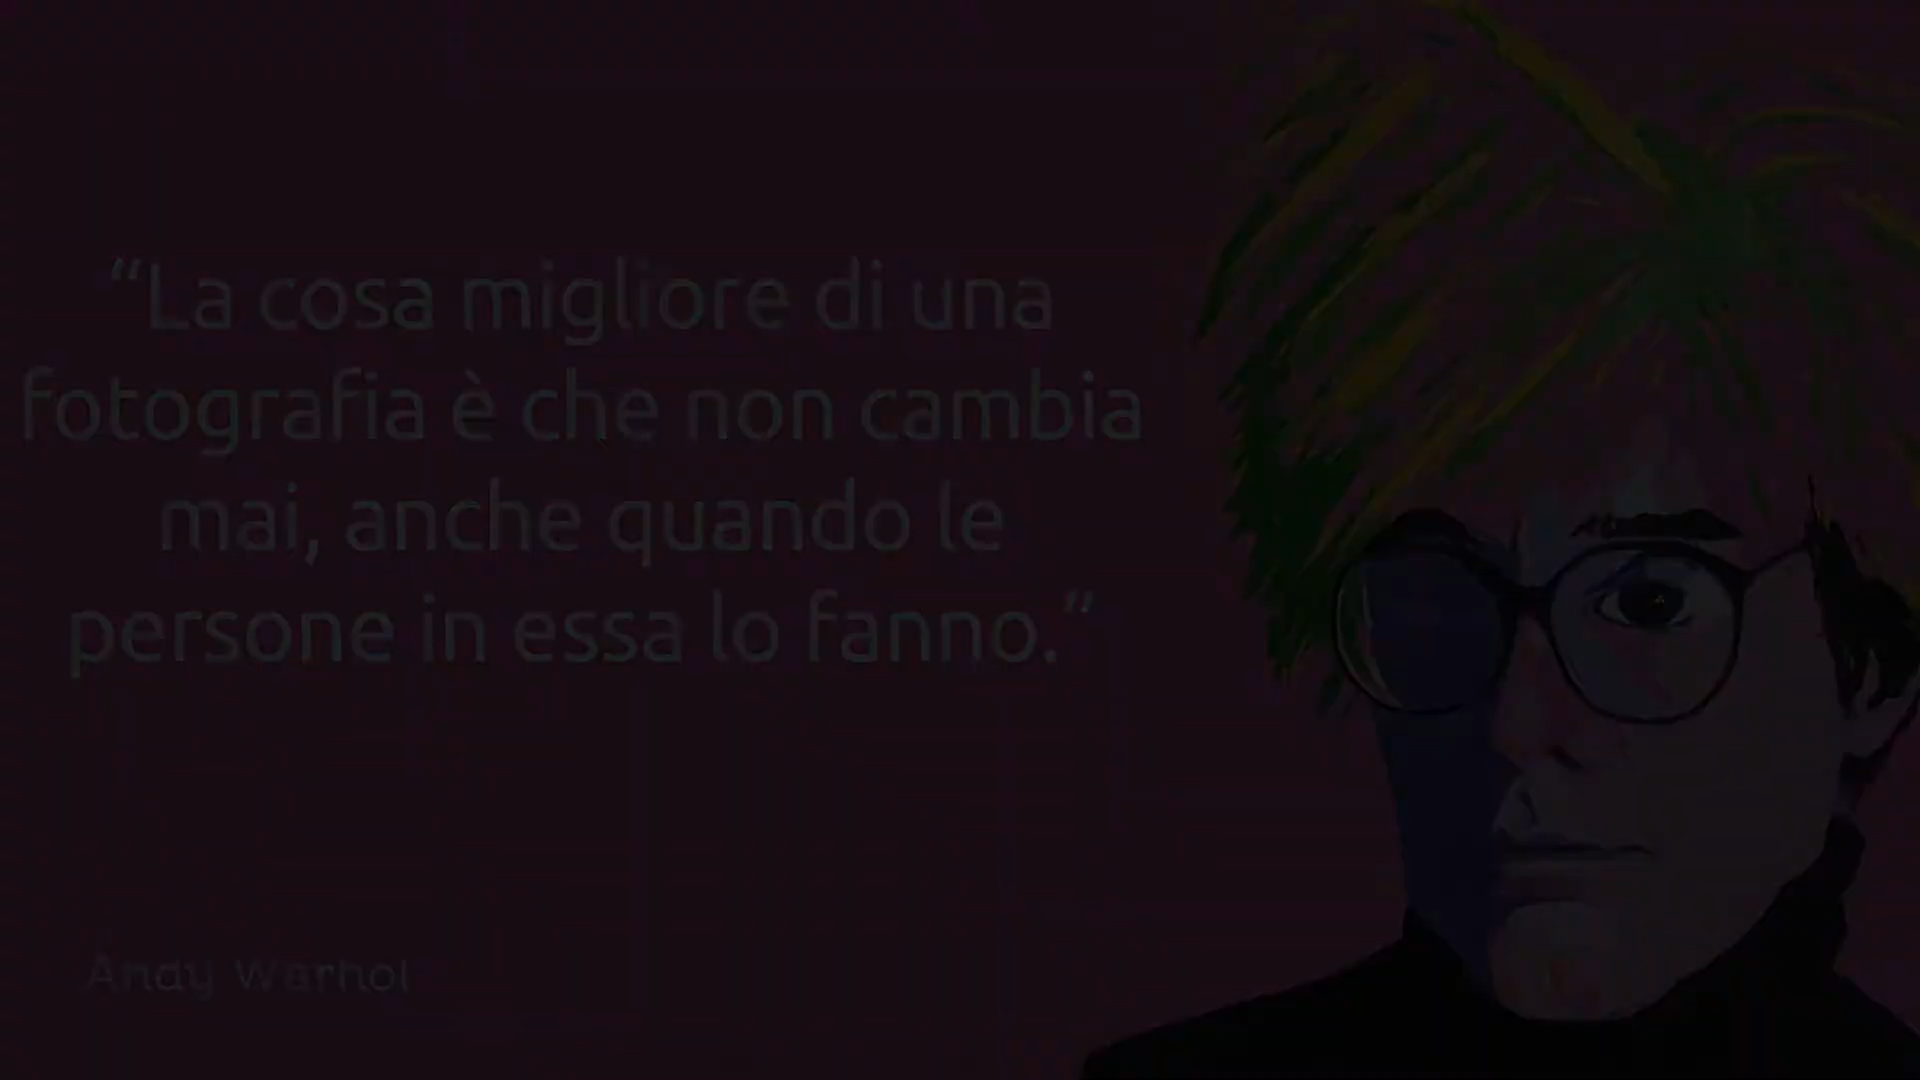 “La cosa migliore di una
fotografia è che non cambia
mai, anche quando le
persone in essa lo fanno.”
Andy Warhol